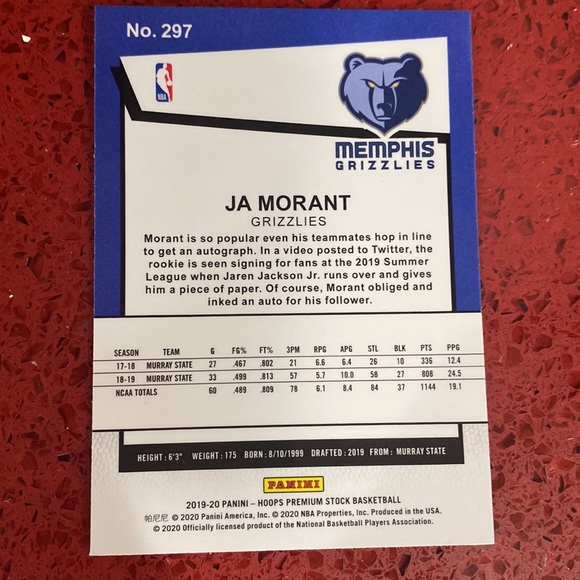 No. 297
NBA
MEMPHIS
GRIZZLIES
JA MORANT
GRIZZLIES
Morant is so popular even his teammates hop in line
to get an autograph. In a video posted to Twitter, the
rookie is seen signing for fans at the 2019 Summer
League when Jaren Jackson Jr. runs over and gives
him a piece of paper. Of course, Morant obliged and
inked an auto for his follower.
SEASON TEAM G FG% FT% 3PM RPG APG STL BLK PTS PPG
17-18 MURRAY STATE 27 .467 .802 21 6.6 6.4 26 10 336 12.4
18-19 MURRAY STATE 33 .499 .813 57 5.7 10.0 58 27 808 24.5
NCAA TOTALS 60 .489 .809 78 6.1 8.4 84 37 1144 19.1
HEIGHT: 6'3" WEIGHT: 175 BORN: 8/10/1999 DRAFTED: 2019 FROM: MURRAY STATE
PANINI
2019-20 PANINI – HOOPS PREMIUM STOCK BASKETBALL
帕尼尼 © 2020 Panini America, Inc. © 2020 NBA Properties, Inc. Produced in the USA.
© 2020 Officially licensed product of the National Basketball Players Association.